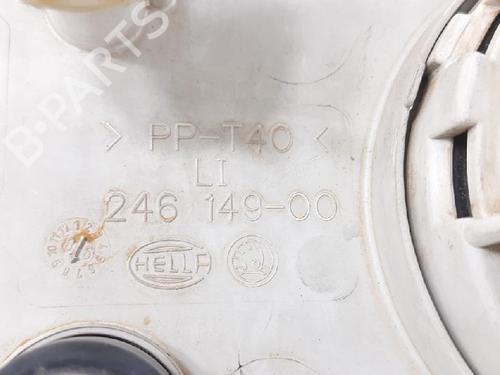 B-PARTS
> PP-T40 <
LI
246 149-00
HELLA